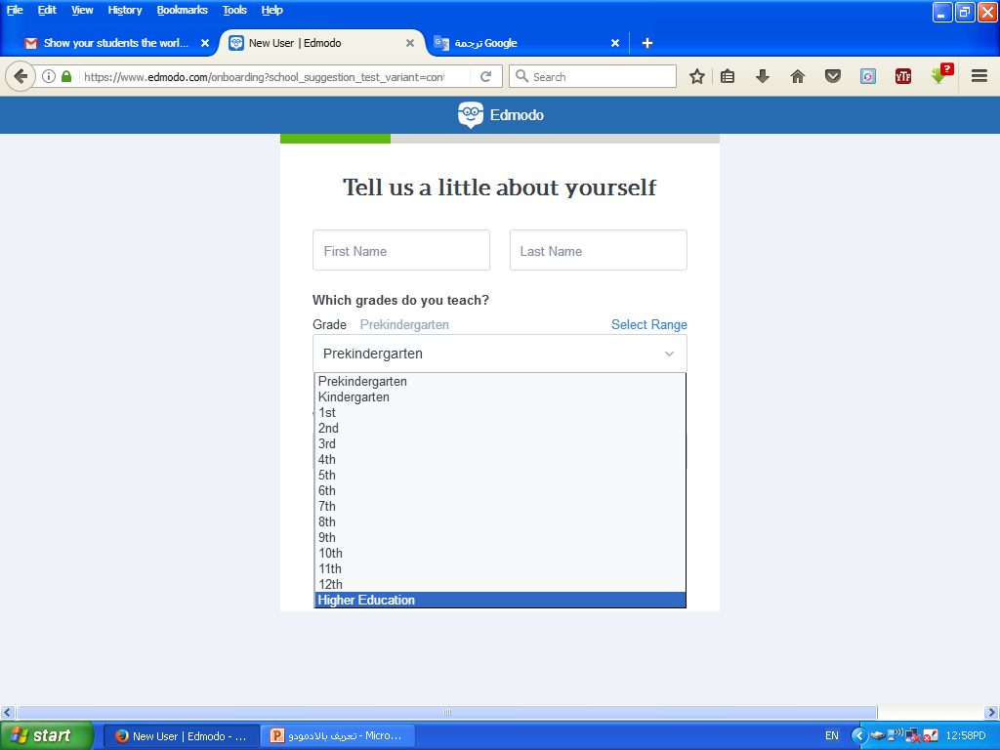 File Edit View History Bookmarks Tools Help
Show your students the worl... New User | Edmodo ترجمة Google
https://www.edmodo.com/onboarding?school_suggestion_test_variant=con Search YTF ?
Edmodo
Tell us a little about yourself
First Name Last Name
Which grades do you teach?
Grade Prekindergarten Select Range
Prekindergarten
Prekindergarten
Kindergarten
1st
2nd
3rd
4th
5th
6th
7th
8th
9th
10th
11th
12th
Higher Education
start New User | Edmodo - ... تعريف بالادمودو - Micro... EN 12:58PD